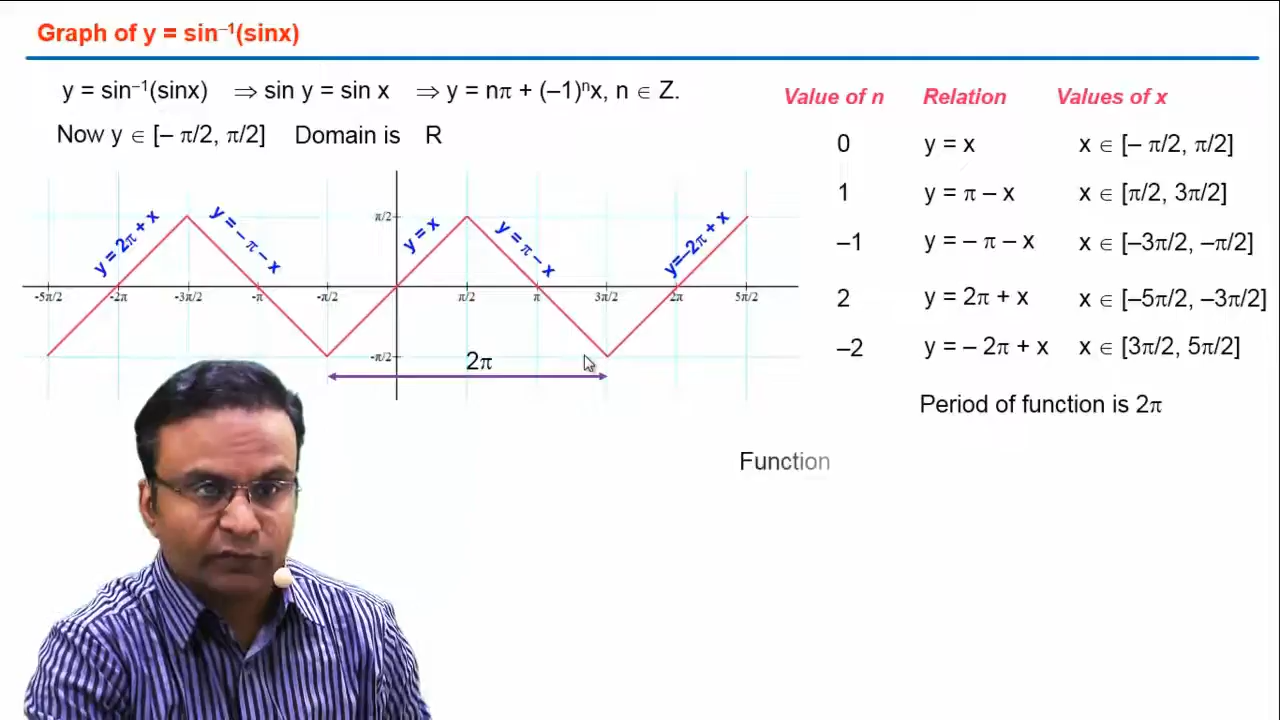 Graph of y = sin⁻¹(sinx)
y = sin⁻¹(sinx) ⇒ sin y = sin x ⇒ y = nπ + (–1)ⁿx, n ∈ Z.
Now y ∈ [– π/2, π/2] Domain is R
Value of n Relation Values of x
0 y = x x ∈ [– π/2, π/2]
1 y = π – x x ∈ [π/2, 3π/2]
–1 y = – π – x x ∈ [–3π/2, –π/2]
2 y = 2π + x x ∈ [–5π/2, –3π/2]
–2 y = – 2π + x x ∈ [3π/2, 5π/2]
Period of function is 2π
Function
y = 2π + x
y = – π – x
y = x
y = π – x
y=–2π + x
π/2
-5π/2 -2π -3π/2 -π -π/2 π/2 π 3π/2 2π 5π/2
-π/2
2π